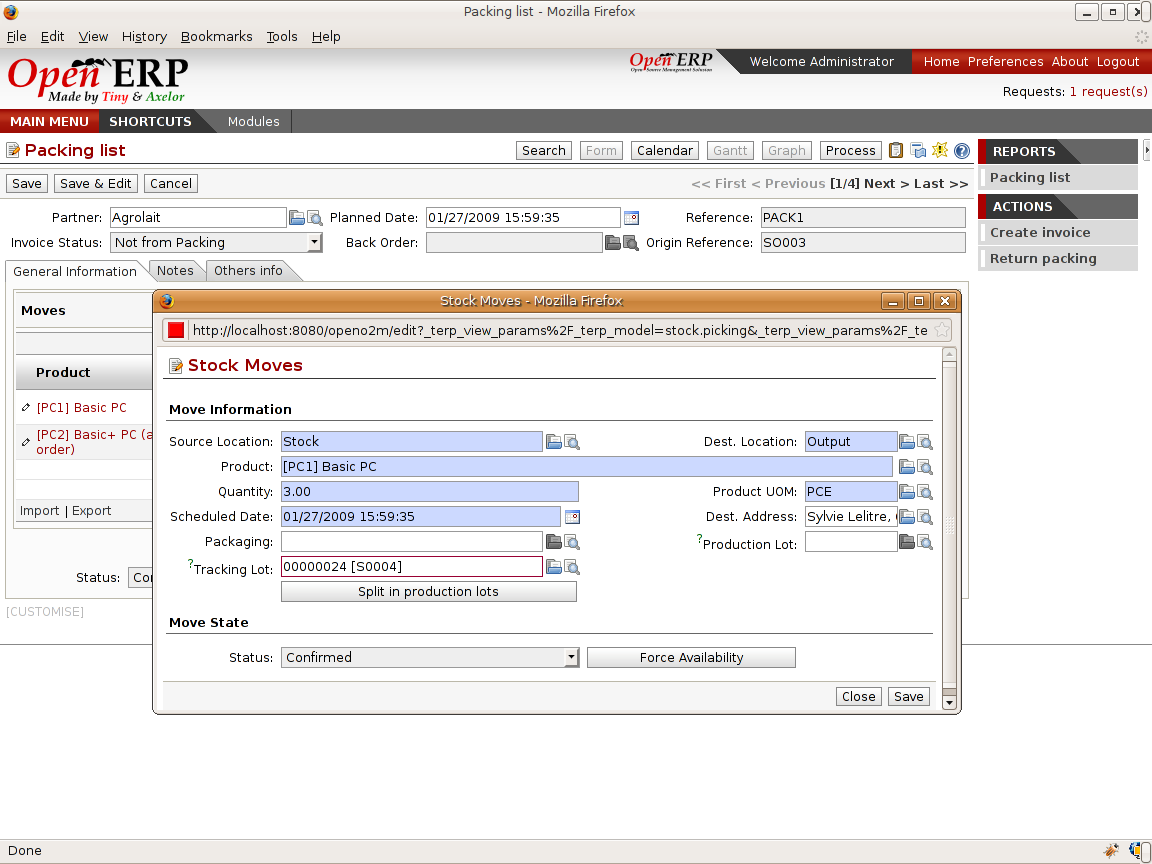 Packing list - Mozilla Firefox
File Edit View History Bookmarks Tools Help
Open ERP
Made by Tiny & Axelor
Open ERP
Open Source Management Solution
Welcome Administrator
Home Preferences About Logout
Requests: 1 request(s)
MAIN MENU SHORTCUTS Modules
Packing list
Search Form Calendar Gantt Graph Process
Save Save & Edit Cancel
<< First < Previous [1/4] Next > Last >>
Partner: Agrolait Planned Date: 01/27/2009 15:59:35 Reference: PACK1
Invoice Status: Not from Packing Back Order: Origin Reference: SO003
General Information Notes Others info
REPORTS
Packing list
ACTIONS
Create invoice
Return packing
Moves
Product
[PC1] Basic PC
[PC2] Basic+ PC (a
order)
Import | Export
Status: Co
[CUSTOMISE]
Stock Moves - Mozilla Firefox
http://localhost:8080/openo2m/edit?_terp_view_params%2F_terp_model=stock.picking&_terp_view_params%2F_te
Stock Moves
Move Information
Source Location: Stock Dest. Location: Output
Product: [PC1] Basic PC
Quantity: 3.00 Product UOM: PCE
Scheduled Date: 01/27/2009 15:59:35 Dest. Address: Sylvie Lelitre,
Packaging: ?Production Lot:
?Tracking Lot: 00000024 [S0004]
Split in production lots
Move State
Status: Confirmed Force Availability
Close Save
Done